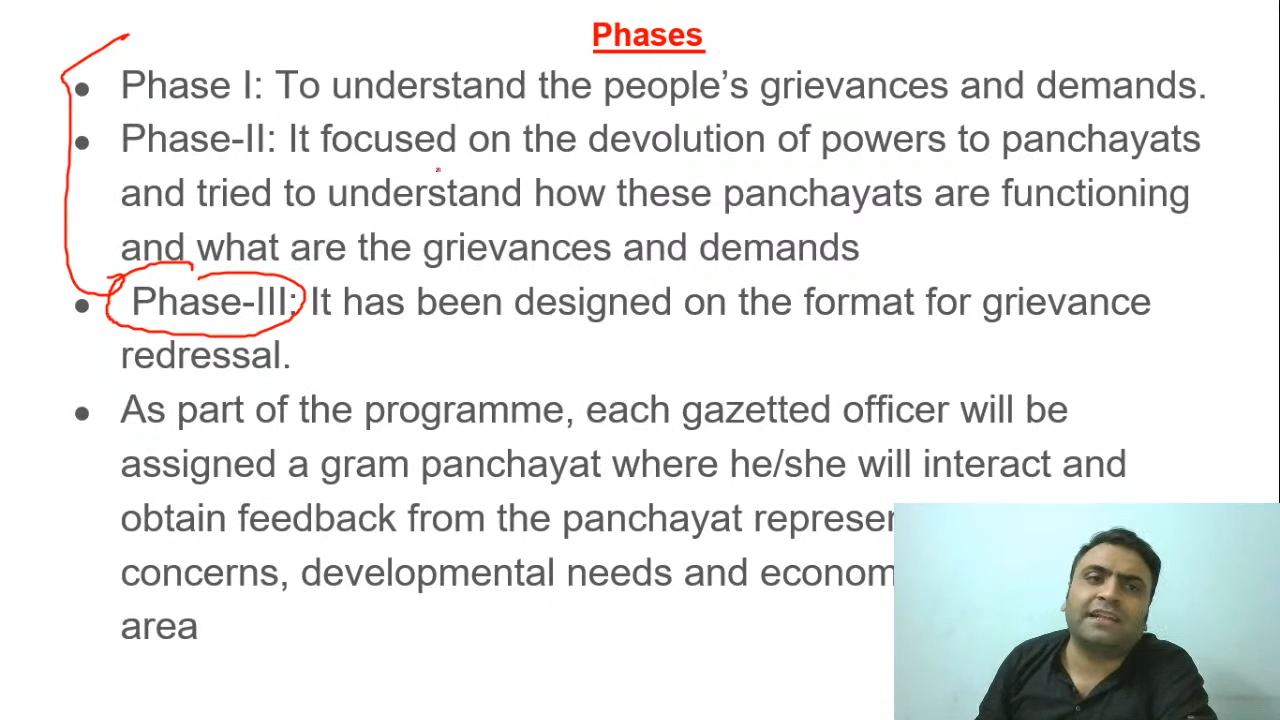 Phases
• Phase I: To understand the people’s grievances and demands.
• Phase-II: It focused on the devolution of powers to panchayats
and tried to understand how these panchayats are functioning
and what are the grievances and demands
• Phase-III: It has been designed on the format for grievance
redressal.
• As part of the programme, each gazetted officer will be
assigned a gram panchayat where he/she will interact and
obtain feedback from the panchayat
concerns, developmental needs and
area